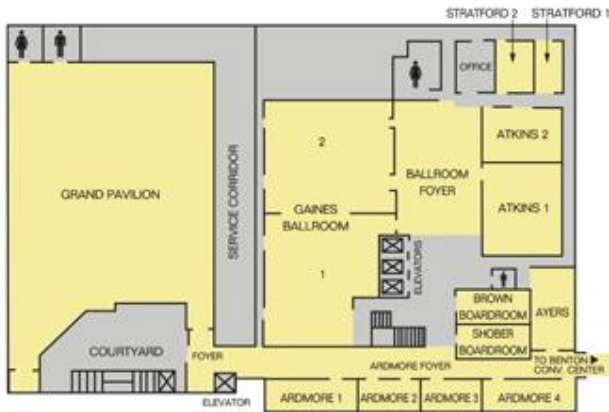 STRATFORD 2
STRATFORD 1
OFFICE
ATKINS 2
2
BALLROOM
FOYER
GRAND PAVILION
SERVICE CORRIDOR
GAINES
BALLROOM
ATKINS 1
ELEVATORS
1
BROWN
BOARDROOM
AYERS
SHOBER
BOARDROOM
COURTYARD
FOYER
ARDMORE FOYER
TO BENTON
CONV. CENTER
ELEVATOR
ARDMORE 1
ARDMORE 2
ARDMORE 3
ARDMORE 4